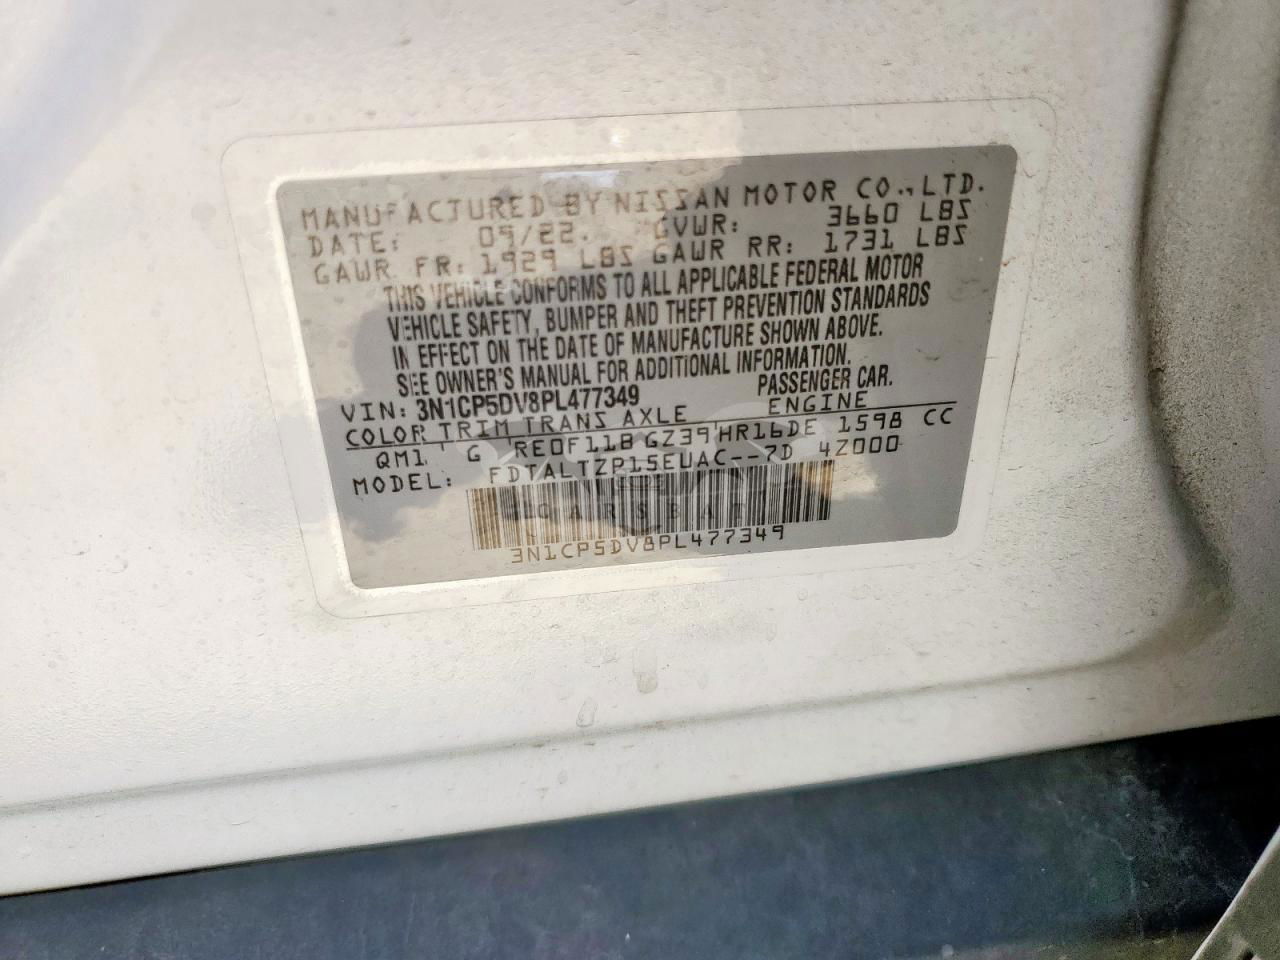 MANUFACTURED BY NISSAN MOTOR CO., LTD.
DATE: 09/22. GVWR: 3660 LBS
GAWR FR: 1929 LBS GAWR RR: 1731 LBS
THIS VEHICLE CONFORMS TO ALL APPLICABLE FEDERAL MOTOR
VEHICLE SAFETY, BUMPER AND THEFT PREVENTION STANDARDS
IN EFFECT ON THE DATE OF MANUFACTURE SHOWN ABOVE.
SEE OWNER'S MANUAL FOR ADDITIONAL INFORMATION.
VIN: 3N1CP5DV8PL477349 PASSENGER CAR.
COLOR TRIM TRANS AXLE ENGINE
QM1 G RE0F11B GZ39 HR16DE 1598 CC
MODEL: FDTALTZP15EUAC--7D 4Z000
CARSBAT
3N1CP5DV8PL477349